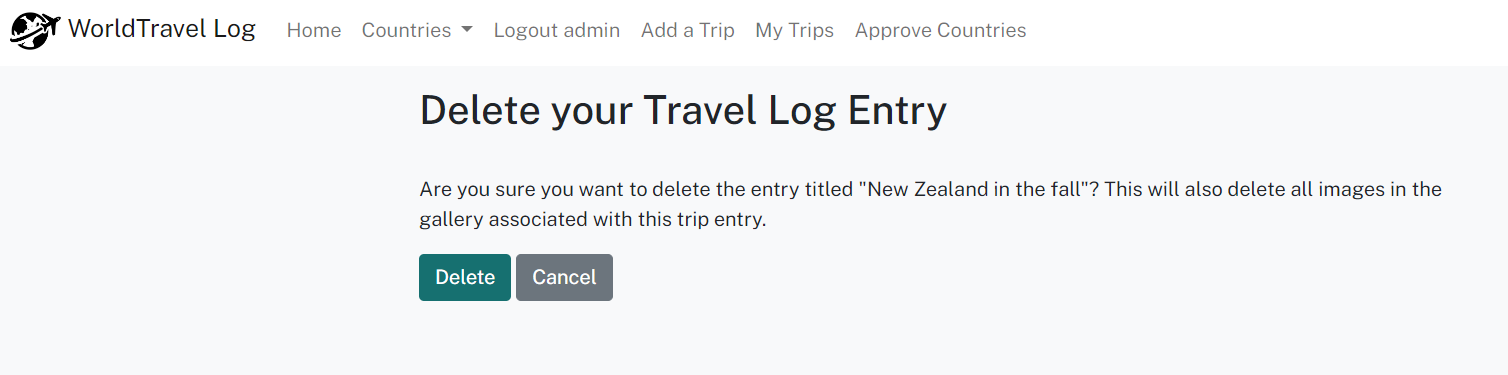 WorldTravel Log Home Countries Logout admin Add a Trip My Trips Approve Countries
Delete your Travel Log Entry
Are you sure you want to delete the entry titled "New Zealand in the fall"? This will also delete all images in the
gallery associated with this trip entry.
Delete Cancel